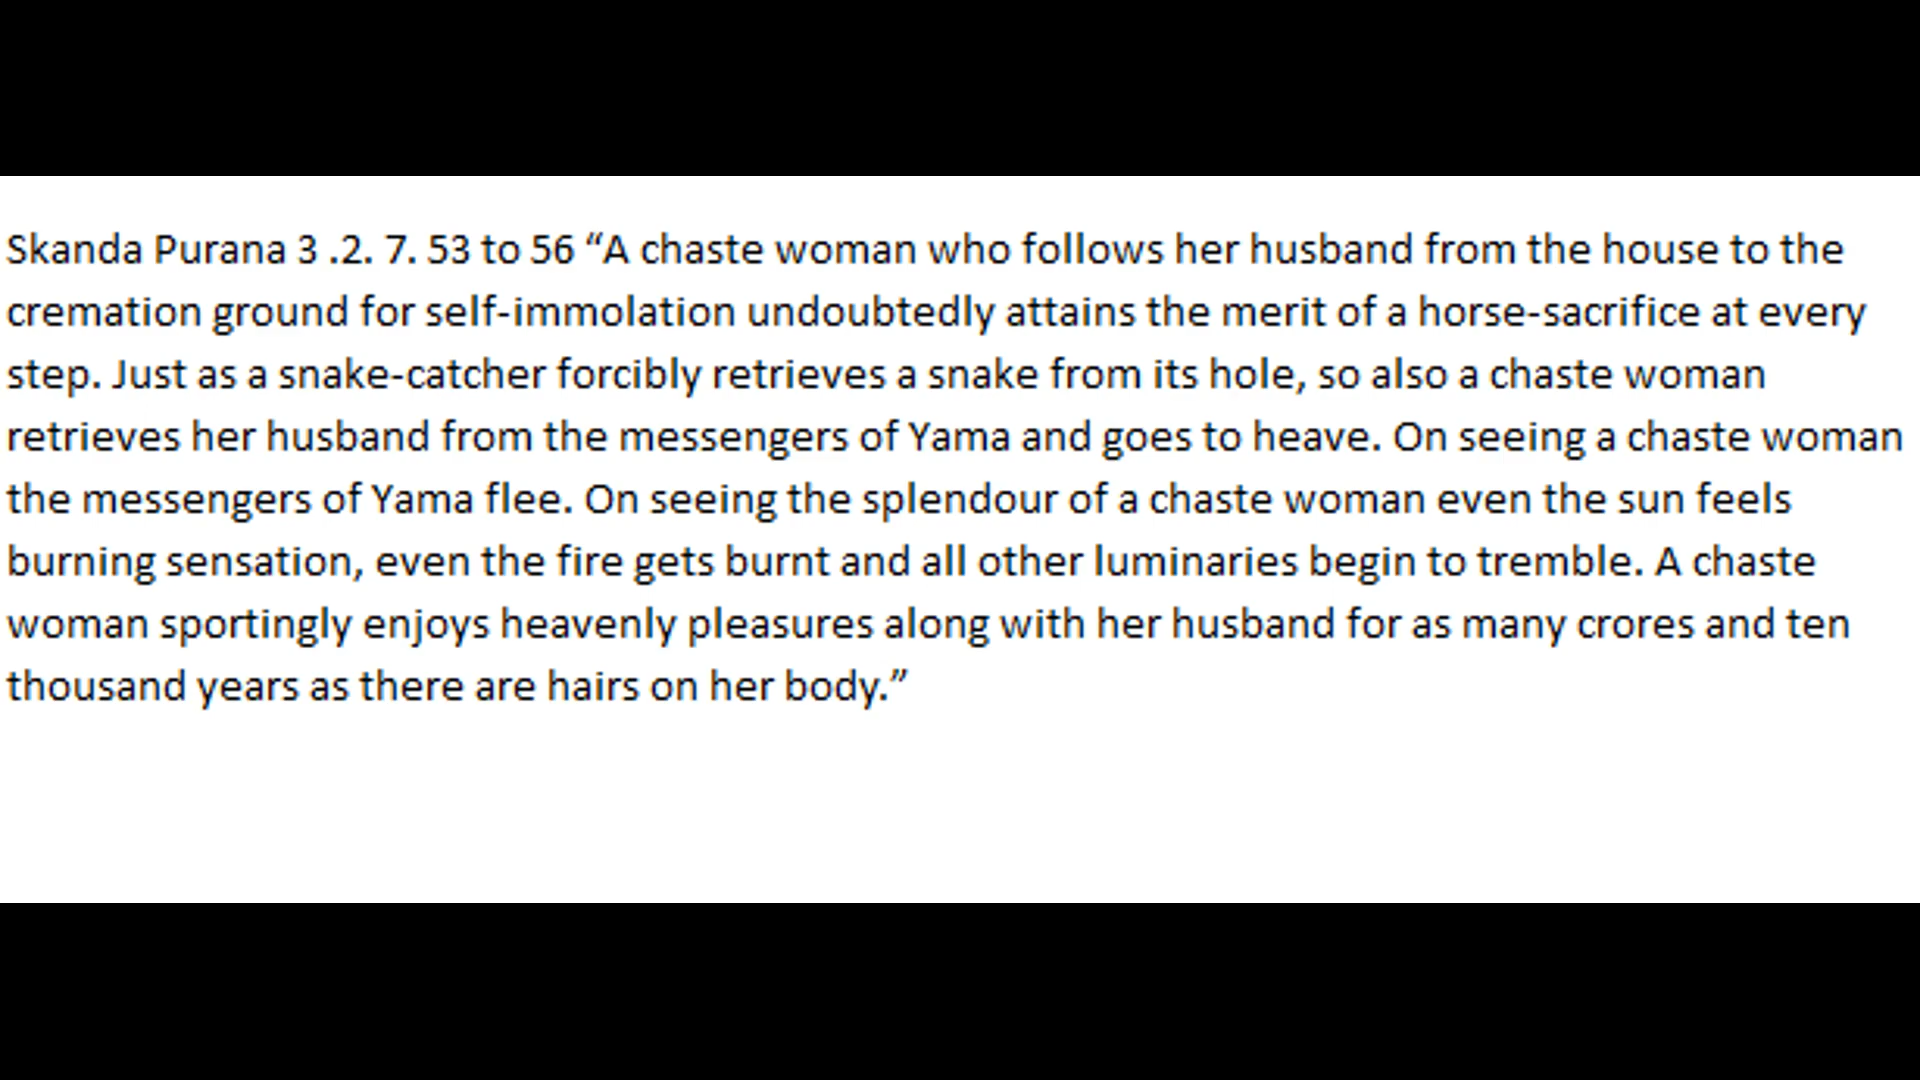 Skanda Purana 3 .2. 7. 53 to 56 “A chaste woman who follows her husband from the house to the
cremation ground for self-immolation undoubtedly attains the merit of a horse-sacrifice at every
step. Just as a snake-catcher forcibly retrieves a snake from its hole, so also a chaste woman
retrieves her husband from the messengers of Yama and goes to heave. On seeing a chaste woman
the messengers of Yama flee. On seeing the splendour of a chaste woman even the sun feels
burning sensation, even the fire gets burnt and all other luminaries begin to tremble. A chaste
woman sportingly enjoys heavenly pleasures along with her husband for as many crores and ten
thousand years as there are hairs on her body.”